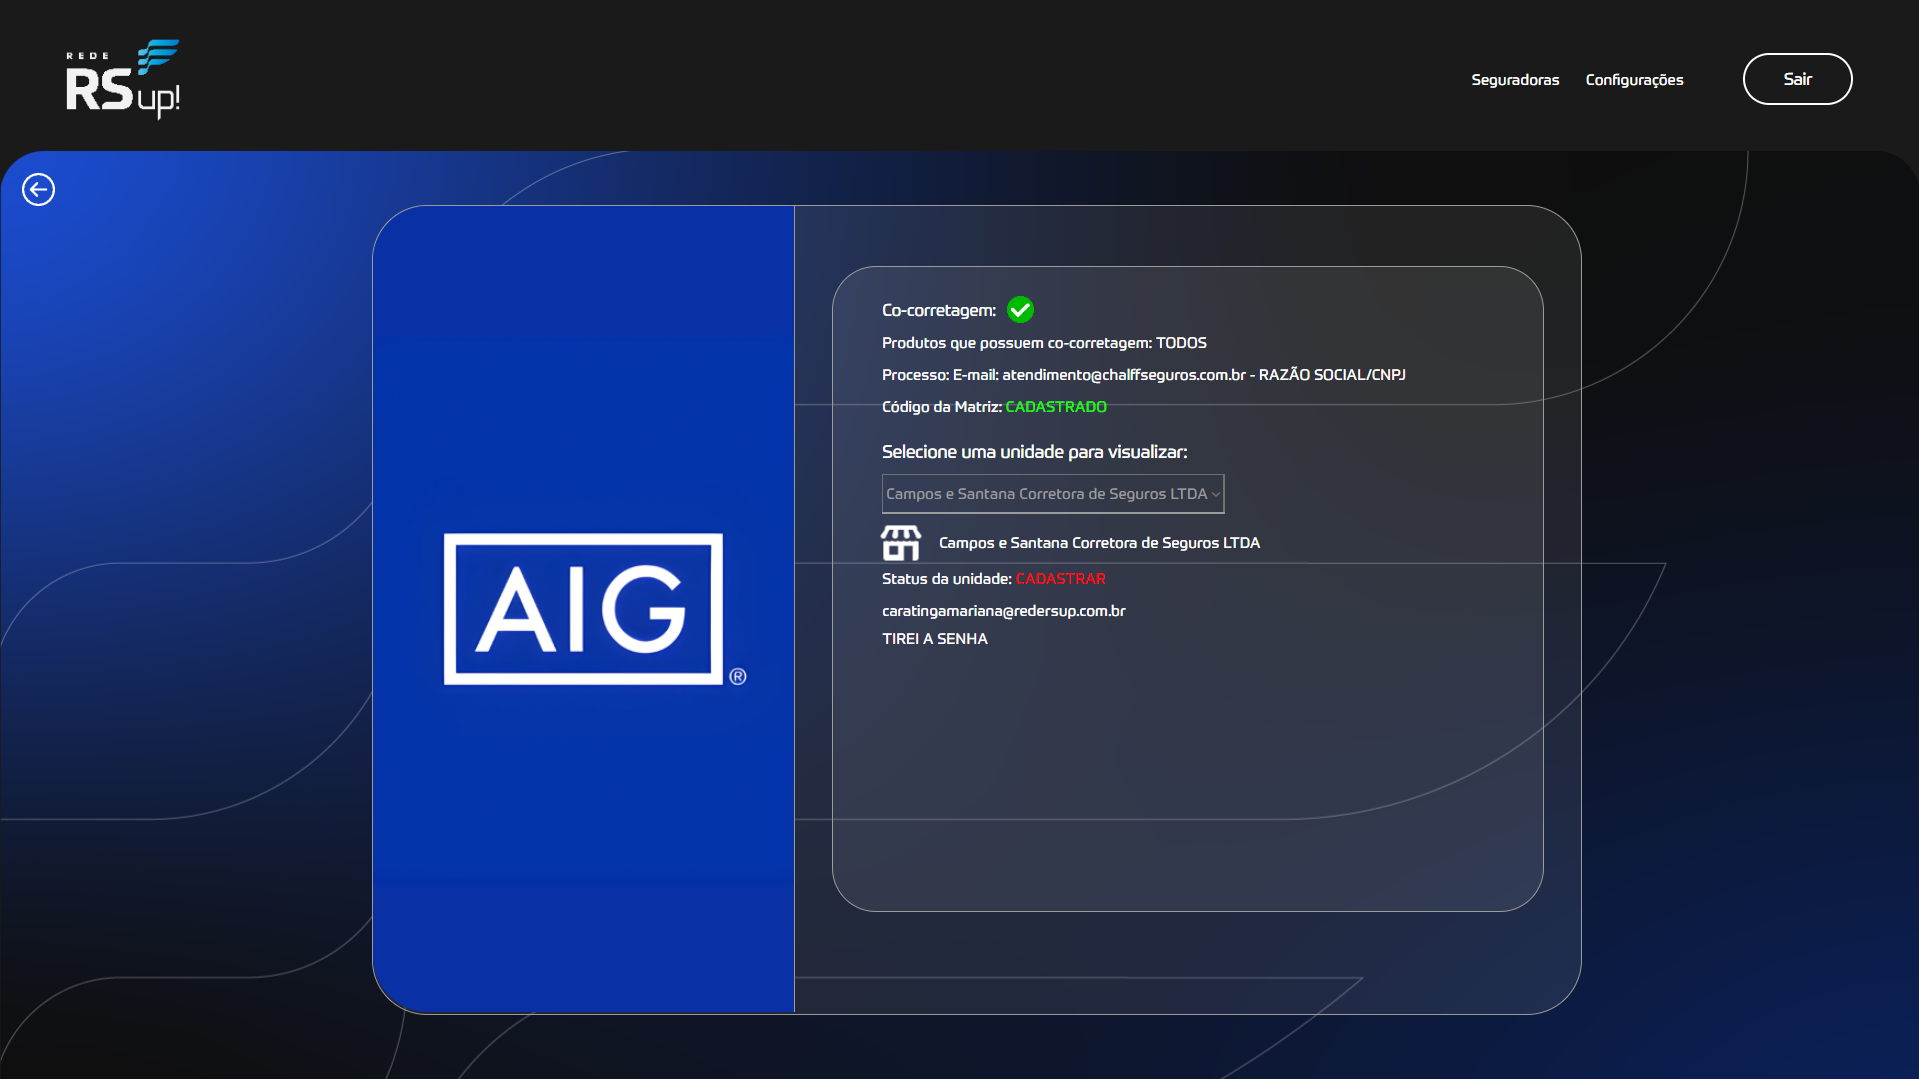 REDE
RS up!
Seguradoras
Configurações
Sair
Co-corretagem:
Produtos que possuem co-corretagem: TODOS
Processo: E-mail: atendimento@chalffseguros.com.br - RAZÃO SOCIAL/CNPJ
Código da Matriz: CADASTRADO
Selecione uma unidade para visualizar:
Campos e Santana Corretora de Seguros LTDA
Campos e Santana Corretora de Seguros LTDA
Status da unidade: CADASTRAR
caratingamariana@redersup.com.br
TIREI A SENHA
AIG ®